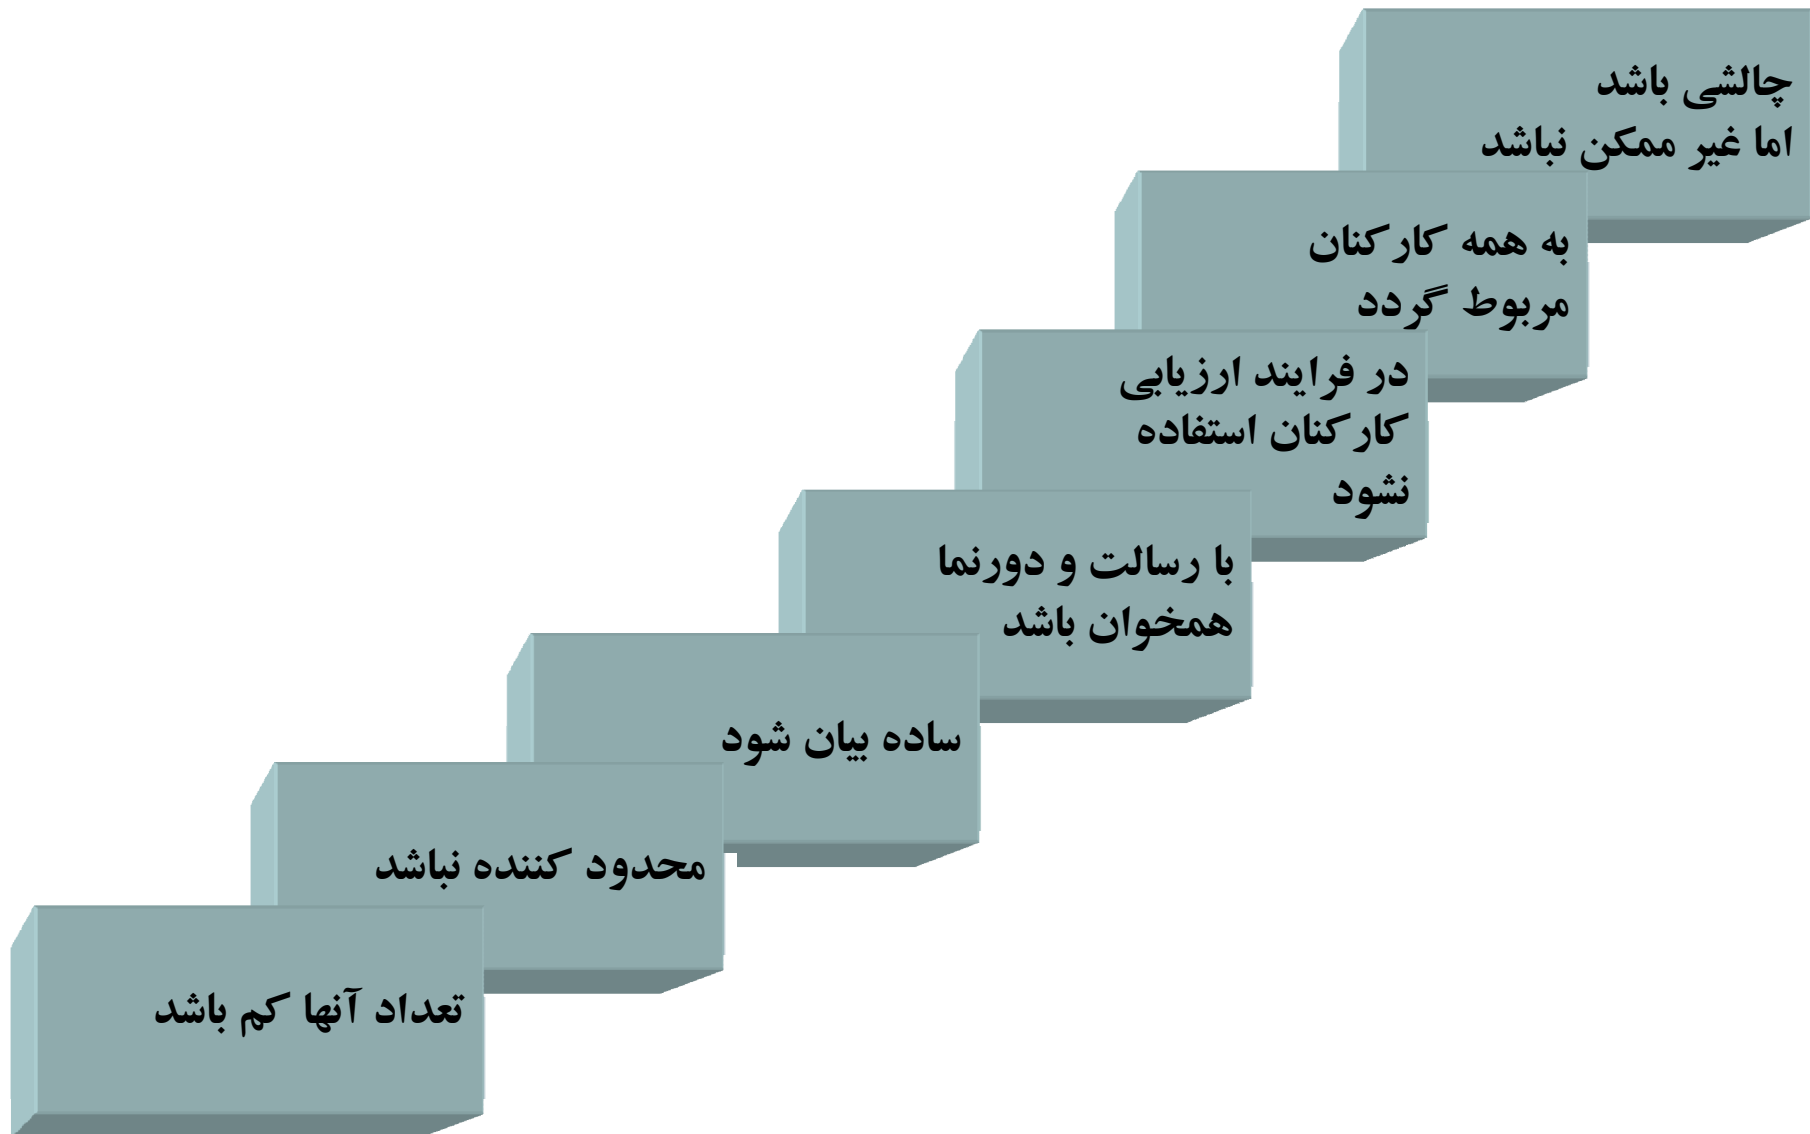 چالشی باشد
اما غیر ممکن نباشد
به همه کارکنان
مربوط گردد
در فرایند ارزیابی
کارکنان استفاده
نشود
با رسالت و دورنما
همخوان باشد
ساده بیان شود
محدود کننده نباشد
تعداد آنها کم باشد